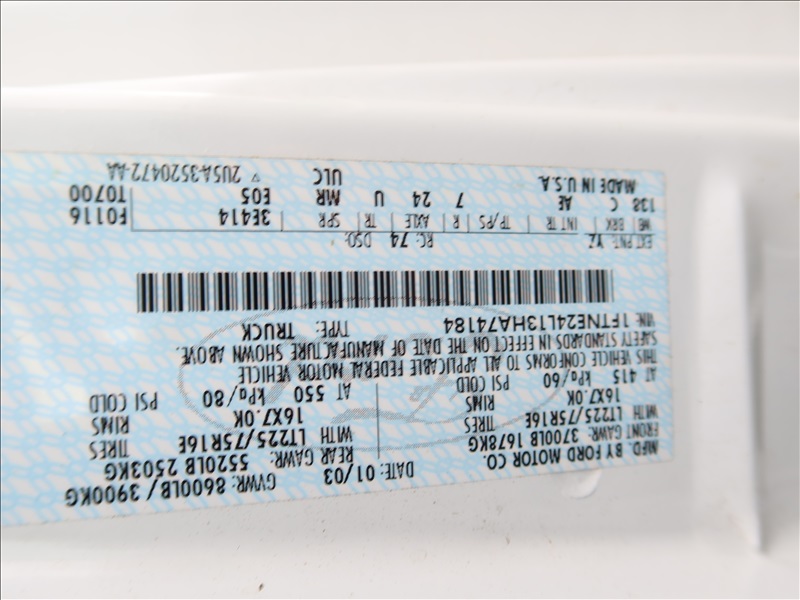 MFD. BY FORD MOTOR CO.
DATE: 01/03 GVWR: 8600LB / 3900KG
FRONT GAWR: 3700LB 1678KG REAR GAWR: 5520LB 2503KG
WITH LT225/75R16E TIRES WITH LT225/75R16E TIRES
16X7.0K RIMS 16X7.0K RIMS
AT 415 kPa/60 PSI COLD AT 550 kPa/80 PSI COLD
THIS VEHICLE CONFORMS TO ALL APPLICABLE FEDERAL MOTOR VEHICLE
SAFETY STANDARDS IN EFFECT ON THE DATE OF MANUFACTURE SHOWN ABOVE.
VIN: 1FTNE24L13HA74184 TYPE: TRUCK
EXT PNT: YZ RC: 74 DSO:
WB BRK INT TR TP/PS R AXLE TR SPR 3E414 F0116
138 C AE 7 24 U MR E05 T0700
MADE IN U.S.A. ULC ▽ 2U5A-3520472-AA